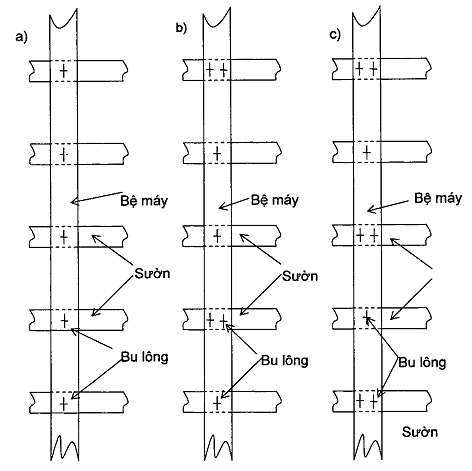 a)
b)
c)
Bệ máy
Bệ máy
Bệ máy
Sườn
Sườn
Bu lông
Bu lông
Bu lông
Sườn